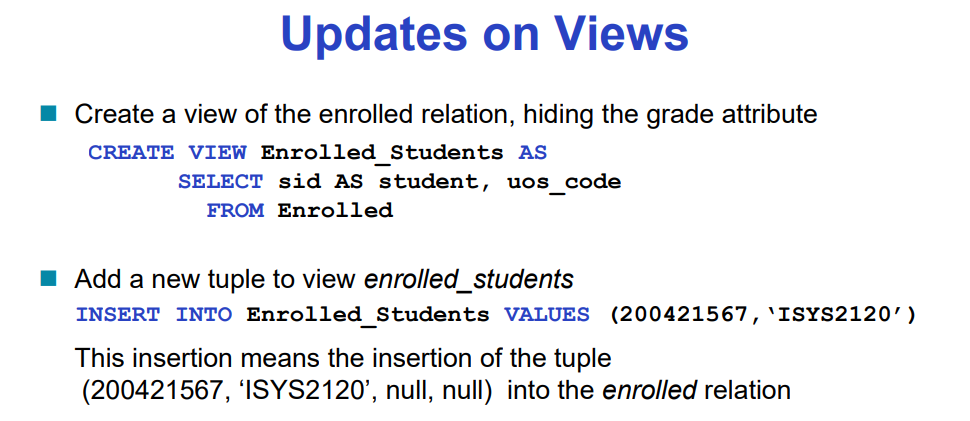 Updates on Views
Create a view of the enrolled relation, hiding the grade attribute
CREATE VIEW Enrolled_Students AS
SELECT sid AS student, uos_code
FROM Enrolled
Add a new tuple to view enrolled_students
INSERT INTO Enrolled_Students VALUES (200421567,‘ISYS2120’)
This insertion means the insertion of the tuple
(200421567, ‘ISYS2120’, null, null) into the enrolled relation